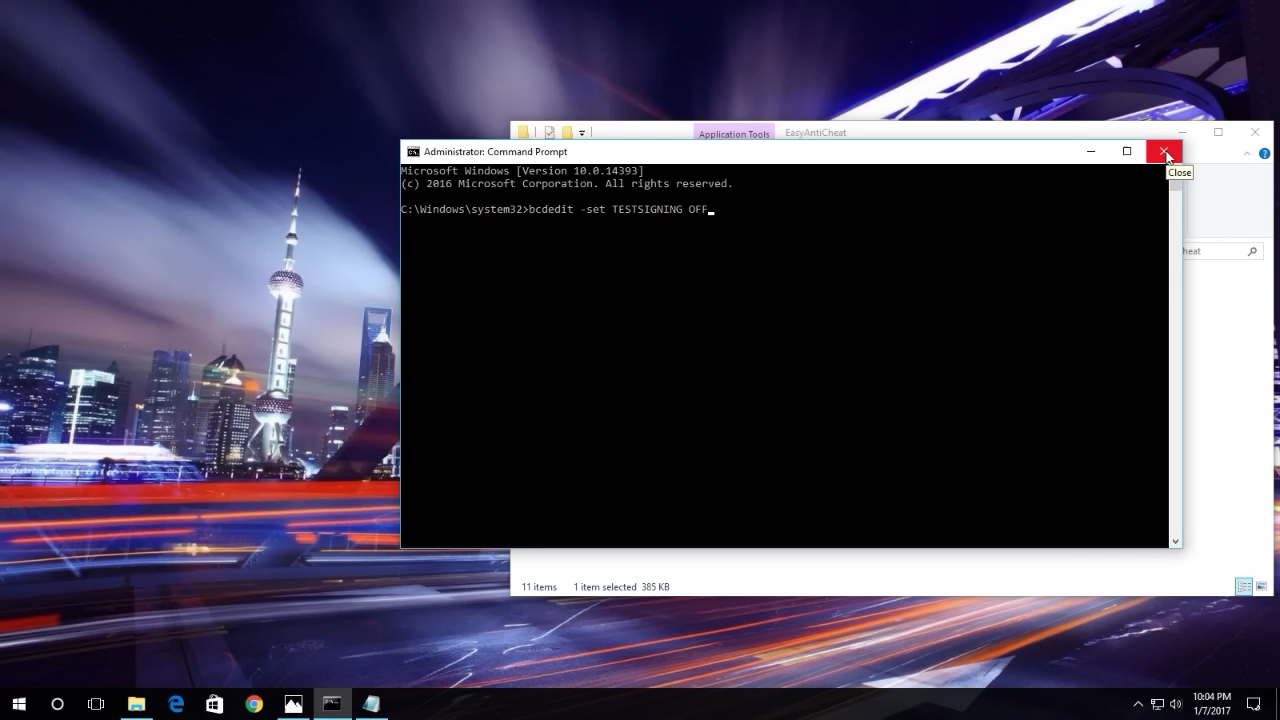 Application Tools
EasyAntiCheat
Administrator: Command Prompt
Close
Microsoft Windows [Version 10.0.14393]
(c) 2016 Microsoft Corporation. All rights reserved.
C:\Windows\system32>bcdedit -set TESTSIGNING OFF
heat
11 items
1 item selected 385 KB
10:04 PM
1/7/2017